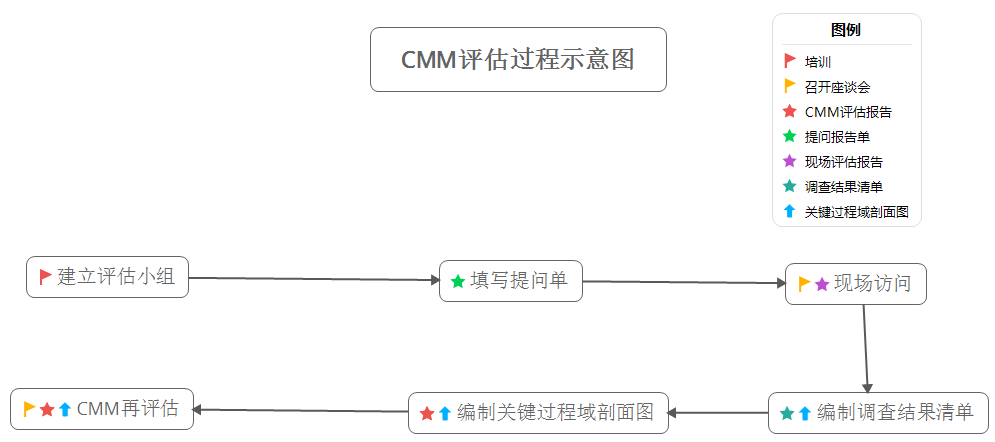 CMM评估过程示意图
图例
培训
召开座谈会
CMM评估报告
提问报告单
现场评估报告
调查结果清单
关键过程域剖面图
建立评估小组
填写提问单
现场访问
CMM再评估
编制关键过程域剖面图
编制调查结果清单